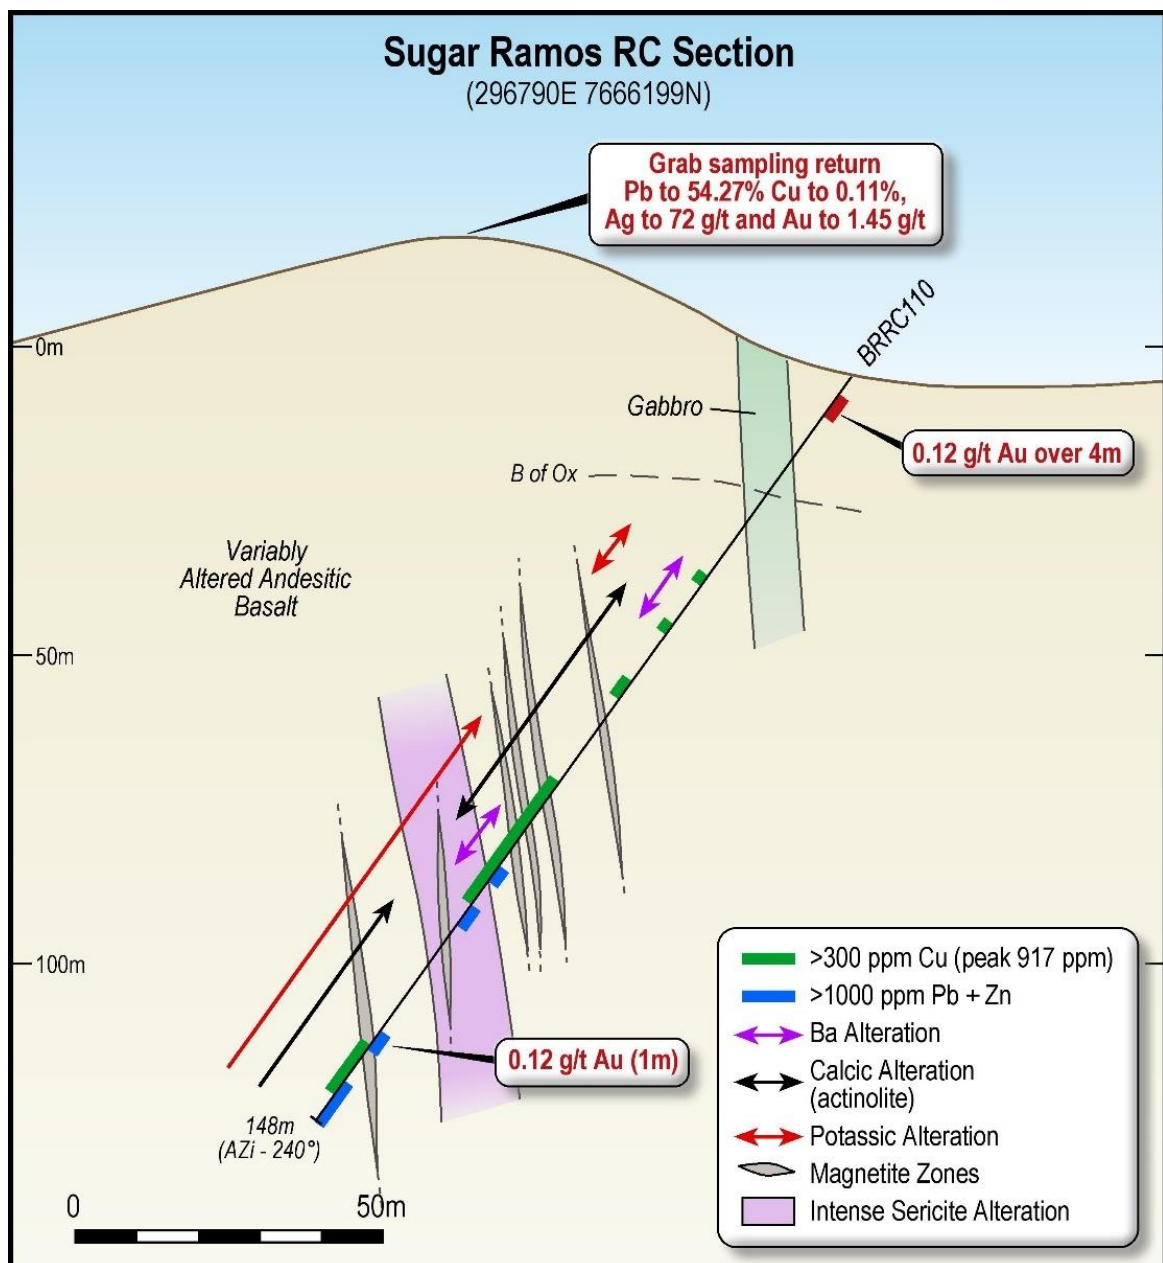 Sugar Ramos RC Section
(296790E 7666199N)
Grab sampling return
Pb to 54.27% Cu to 0.11%,
Ag to 72 g/t and Au to 1.45 g/t
BRRC110
0m
Gabbro
0.12 g/t Au over 4m
B of Ox
Variably
Altered Andesitic
Basalt
50m
100m
>300 ppm Cu (peak 917 ppm)
>1000 ppm Pb + Zn
Ba Alteration
Calcic Alteration
(actinolite)
Potassic Alteration
Magnetite Zones
Intense Sericite Alteration
0.12 g/t Au (1m)
148m
(AZi - 240°)
0 50m